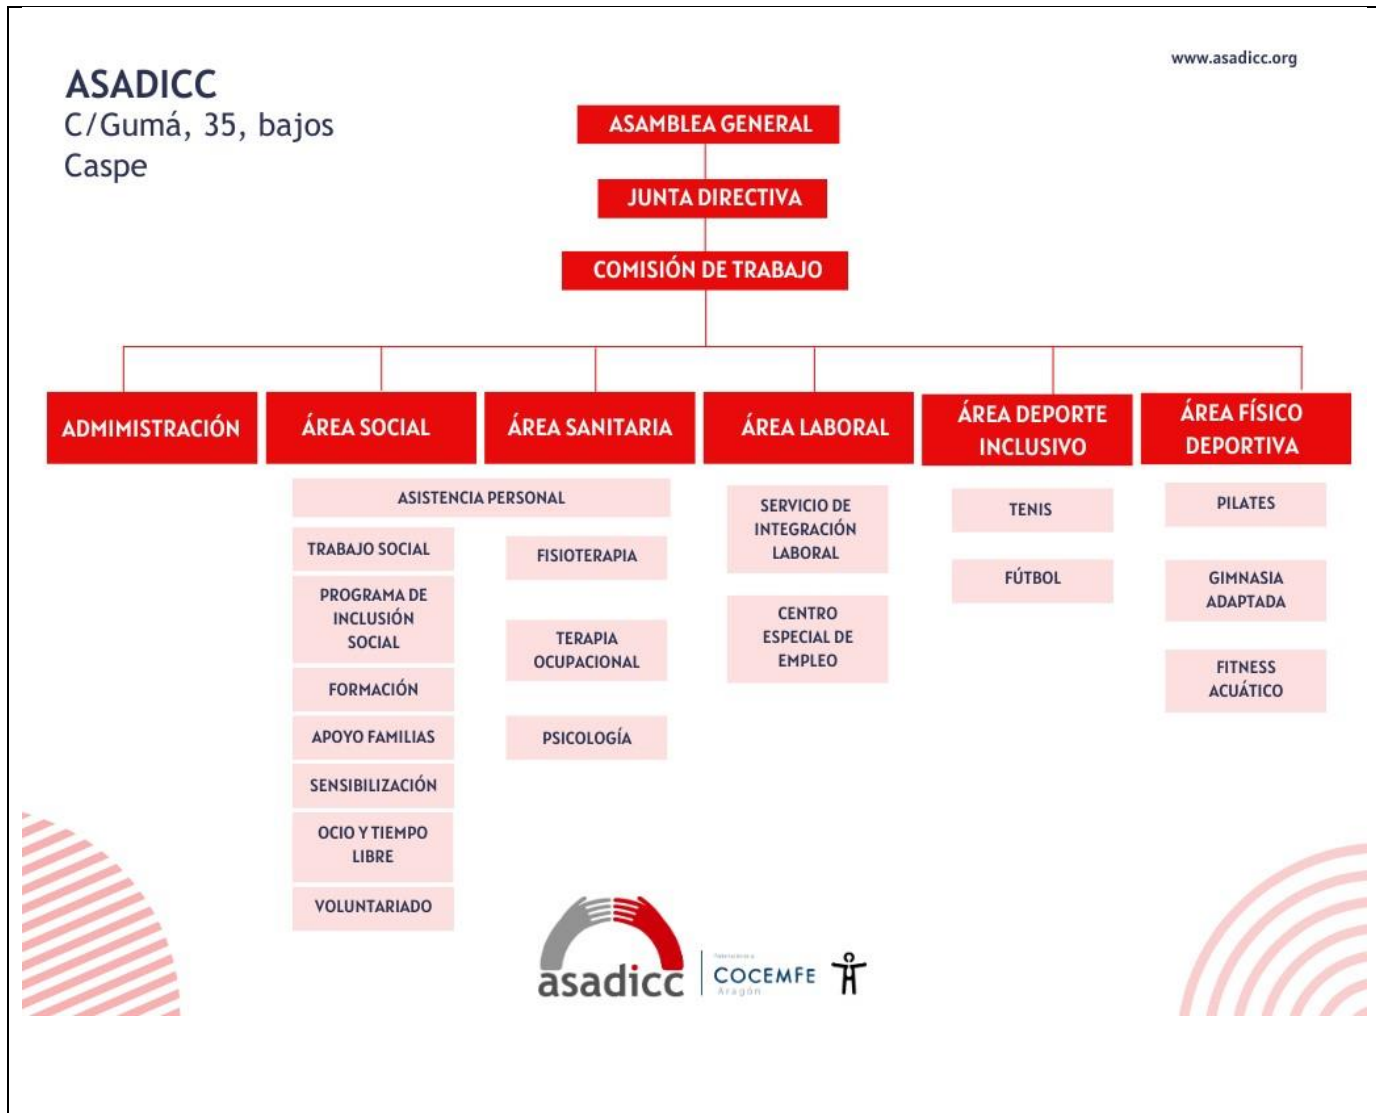 ASADICC
C/Gumá, 35, bajos
Caspe
www.asadicc.org
ASAMBLEA GENERAL
JUNTA DIRECTIVA
COMISIÓN DE TRABAJO
ADMIMISTRACIÓN
ÁREA SOCIAL
ÁREA SANITARIA
ÁREA LABORAL
ÁREA DEPORTE
INCLUSIVO
ÁREA FÍSICO
DEPORTIVA
ASISTENCIA PERSONAL
TRABAJO SOCIAL
PROGRAMA DE
INCLUSIÓN
SOCIAL
FORMACIÓN
APOYO FAMILIAS
SENSIBILIZACIÓN
OCIO Y TIEMPO
LIBRE
VOLUNTARIADO
FISIOTERAPIA
TERAPIA
OCUPACIONAL
PSICOLOGÍA
SERVICIO DE
INTEGRACIÓN
LABORAL
CENTRO
ESPECIAL DE
EMPLEO
TENIS
FÚTBOL
PILATES
GIMNASIA
ADAPTADA
FITNESS
ACUÁTICO
asadicc
COCEMFE
Aragón